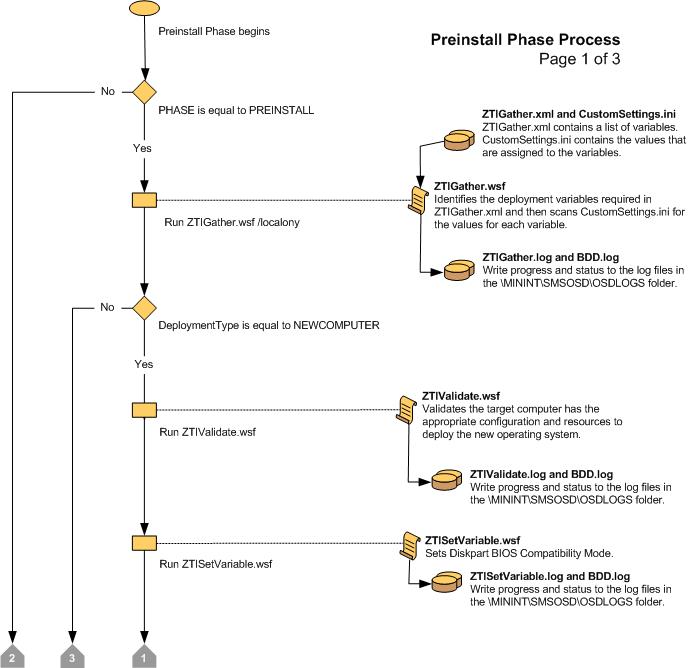 Preinstall Phase begins
Preinstall Phase Process
Page 1 of 3
No
PHASE is equal to PREINSTALL
ZTIGather.xml and CustomSettings.ini
ZTIGather.xml contains a list of variables.
CustomSettings.ini contains the values that
are assigned to the variables.
Yes
ZTIGather.wsf
Identifies the deployment variables required in
ZTIGather.xml and then scans CustomSettings.ini for
the values for each variable.
Run ZTIGather.wsf /localony
ZTIGather.log and BDD.log
Write progress and status to the log files in
the \MININT\SMSOSD\OSDLOGS folder.
No
DeploymentType is equal to NEWCOMPUTER
Yes
ZTIValidate.wsf
Validates the target computer has the
appropriate configuration and resources to
deploy the new operating system.
Run ZTIValidate.wsf
ZTIValidate.log and BDD.log
Write progress and status to the log files in
the \MININT\SMSOSD\OSDLOGS folder.
ZTISetVariable.wsf
Sets Diskpart BIOS Compatibility Mode.
Run ZTISetVariable.wsf
ZTISetVariable.log and BDD.log
Write progress and status to the log files in
the \MININT\SMSOSD\OSDLOGS folder.
2
3
1